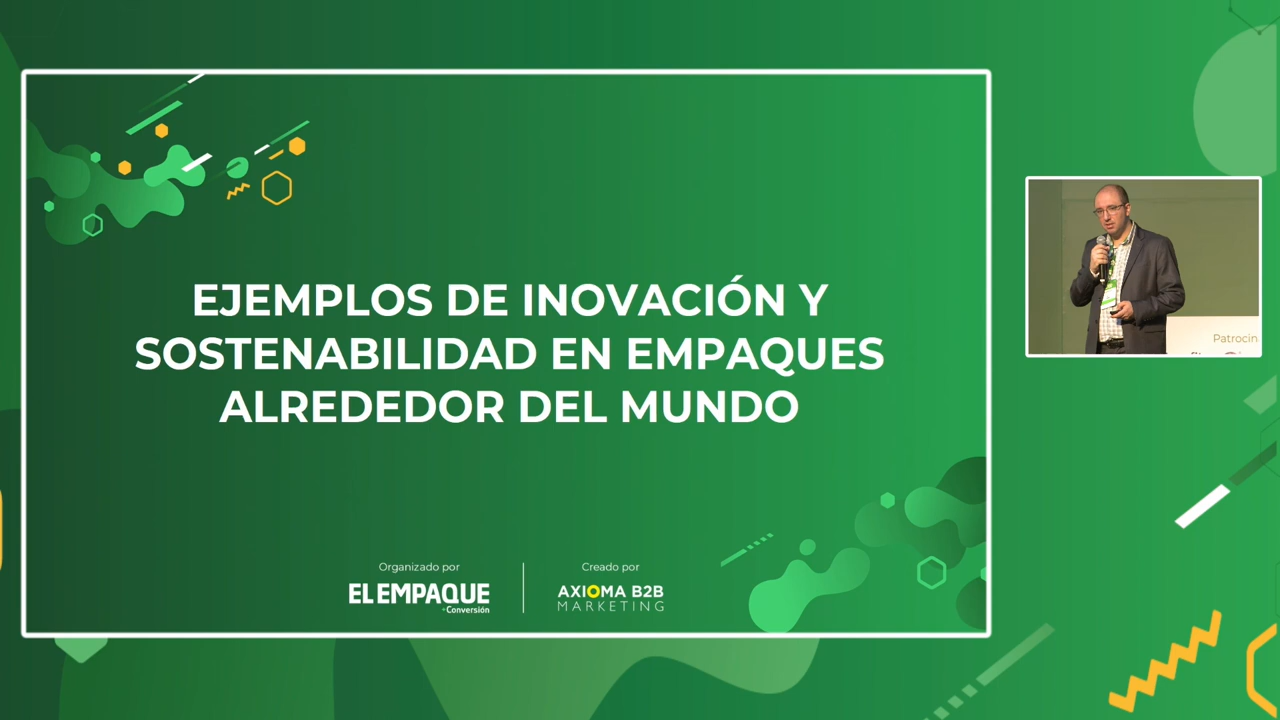 EJEMPLOS DE INOVACIÓN Y
SOSTENABILIDAD EN EMPAQUES
ALREDEDOR DEL MUNDO
Organizado por
EL EMPAQUE
+Conversión
Creado por
AXIOMA B2B
MARKETING
Patrocin